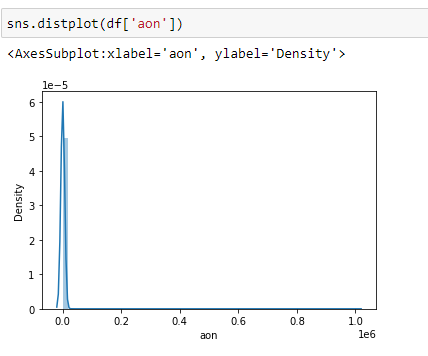 sns.distplot(df['aon'])
<AxesSubplot:xlabel='aon', ylabel='Density'>
1e−5
6
5
4
3
2
1
0
Density
0.0 0.2 0.4 0.6 0.8 1.0
1e6
aon